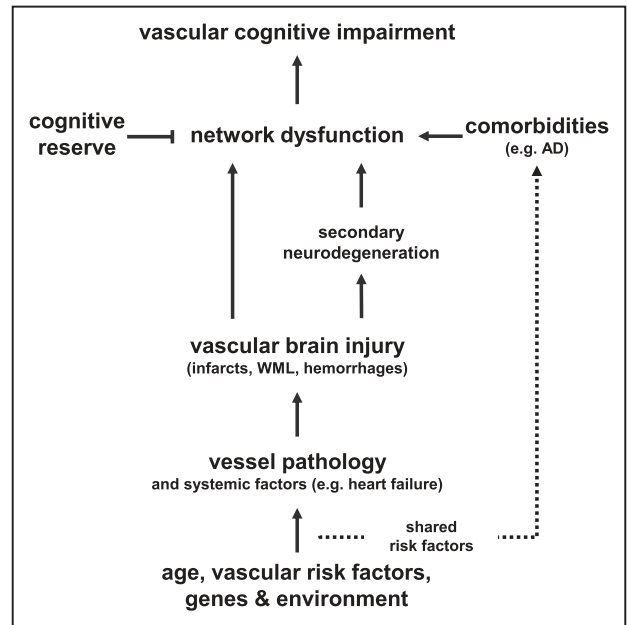 vascular cognitive impairment
cognitive
reserve
network dysfunction
comorbidities
(e.g. AD)
secondary
neurodegeneration
vascular brain injury
(infarcts, WML, hemorrhages)
vessel pathology
and systemic factors (e.g. heart failure)
shared
risk factors
age, vascular risk factors,
genes & environment